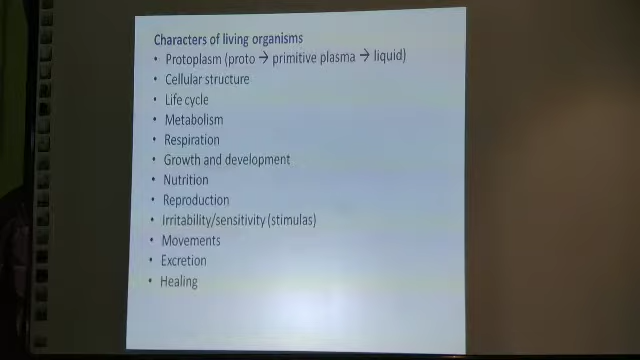 Characters of living organisms
• Protoplasm (proto → primitive plasma → liquid)
• Cellular structure
• Life cycle
• Metabolism
• Respiration
• Growth and development
• Nutrition
• Reproduction
• Irritability/sensitivity (stimulas)
• Movements
• Excretion
• Healing